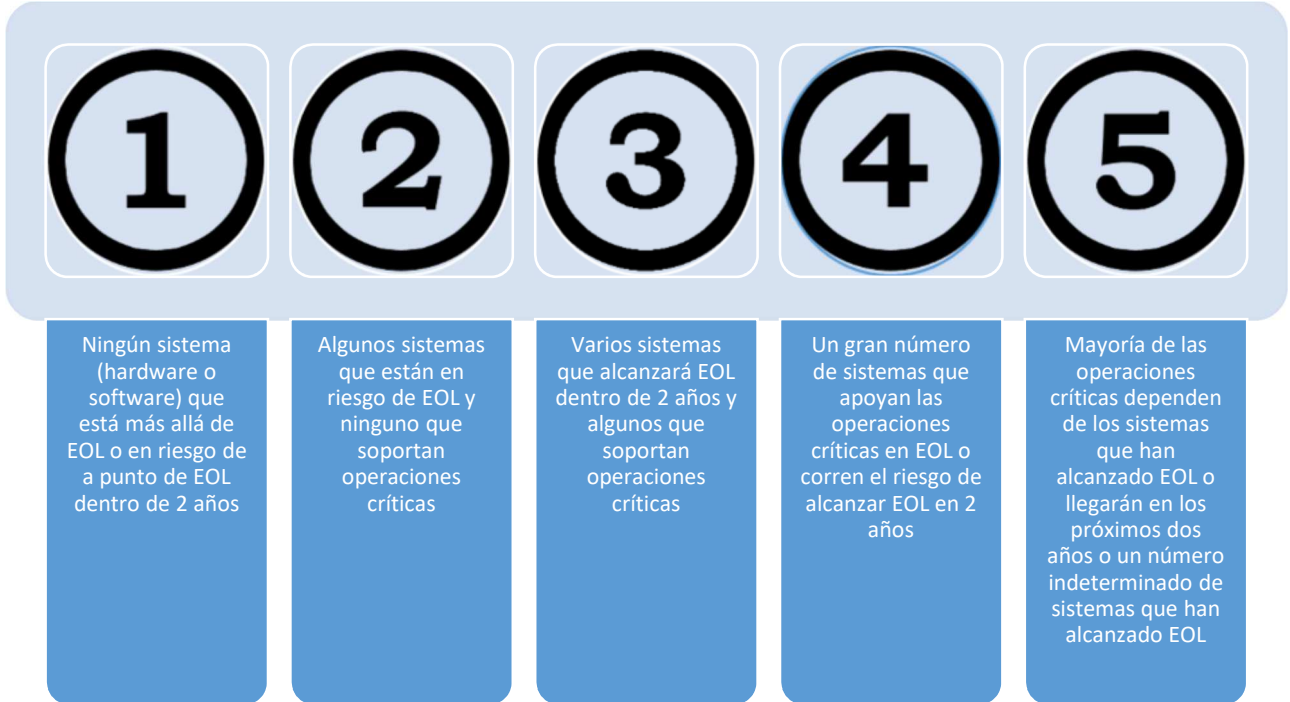 1
2
3
4
5
Ningún sistema
(hardware o
software) que
está más allá de
EOL o en riesgo de
a punto de EOL
dentro de 2 años
Algunos sistemas
que están en
riesgo de EOL y
ninguno que
soportan
operaciones
críticas
Varios sistemas
que alcanzará EOL
dentro de 2 años y
algunos que
soportan
operaciones
críticas
Un gran número
de sistemas que
apoyan las
operaciones
críticas en EOL o
corren el riesgo de
alcanzar EOL en 2
años
Mayoría de las
operaciones
críticas dependen
de los sistemas
que han
alcanzado EOL o
llegarán en los
próximos dos
años o un número
indeterminado de
sistemas que han
alcanzado EOL